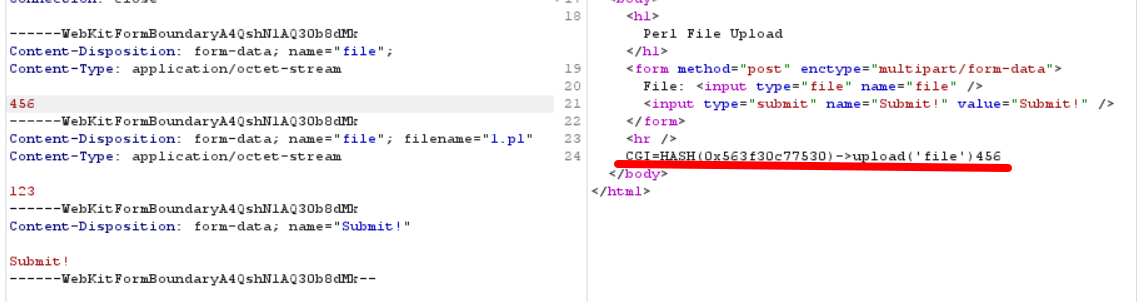 Connection: close
------WebKitFormBoundaryA4QshNlAQ3Ob8dMk
Content-Disposition: form-data; name="file";
Content-Type: application/octet-stream
456
------WebKitFormBoundaryA4QshNlAQ3Ob8dMk
Content-Disposition: form-data; name="file"; filename="1.pl"
Content-Type: application/octet-stream
123
------WebKitFormBoundaryA4QshNlAQ3Ob8dMk
Content-Disposition: form-data; name="Submit!"
Submit!
------WebKitFormBoundaryA4QshNlAQ3Ob8dMk--
17 <body>
18 <h1>
Perl File Upload
</h1>
19 <form method="post" enctype="multipart/form-data">
20 File: <input type="file" name="file" />
21 <input type="submit" name="Submit!" value="Submit!" />
22 </form>
23 <hr />
24 CGI=HASH(0x563f30c77530)->upload('file')456
</body>
</html>